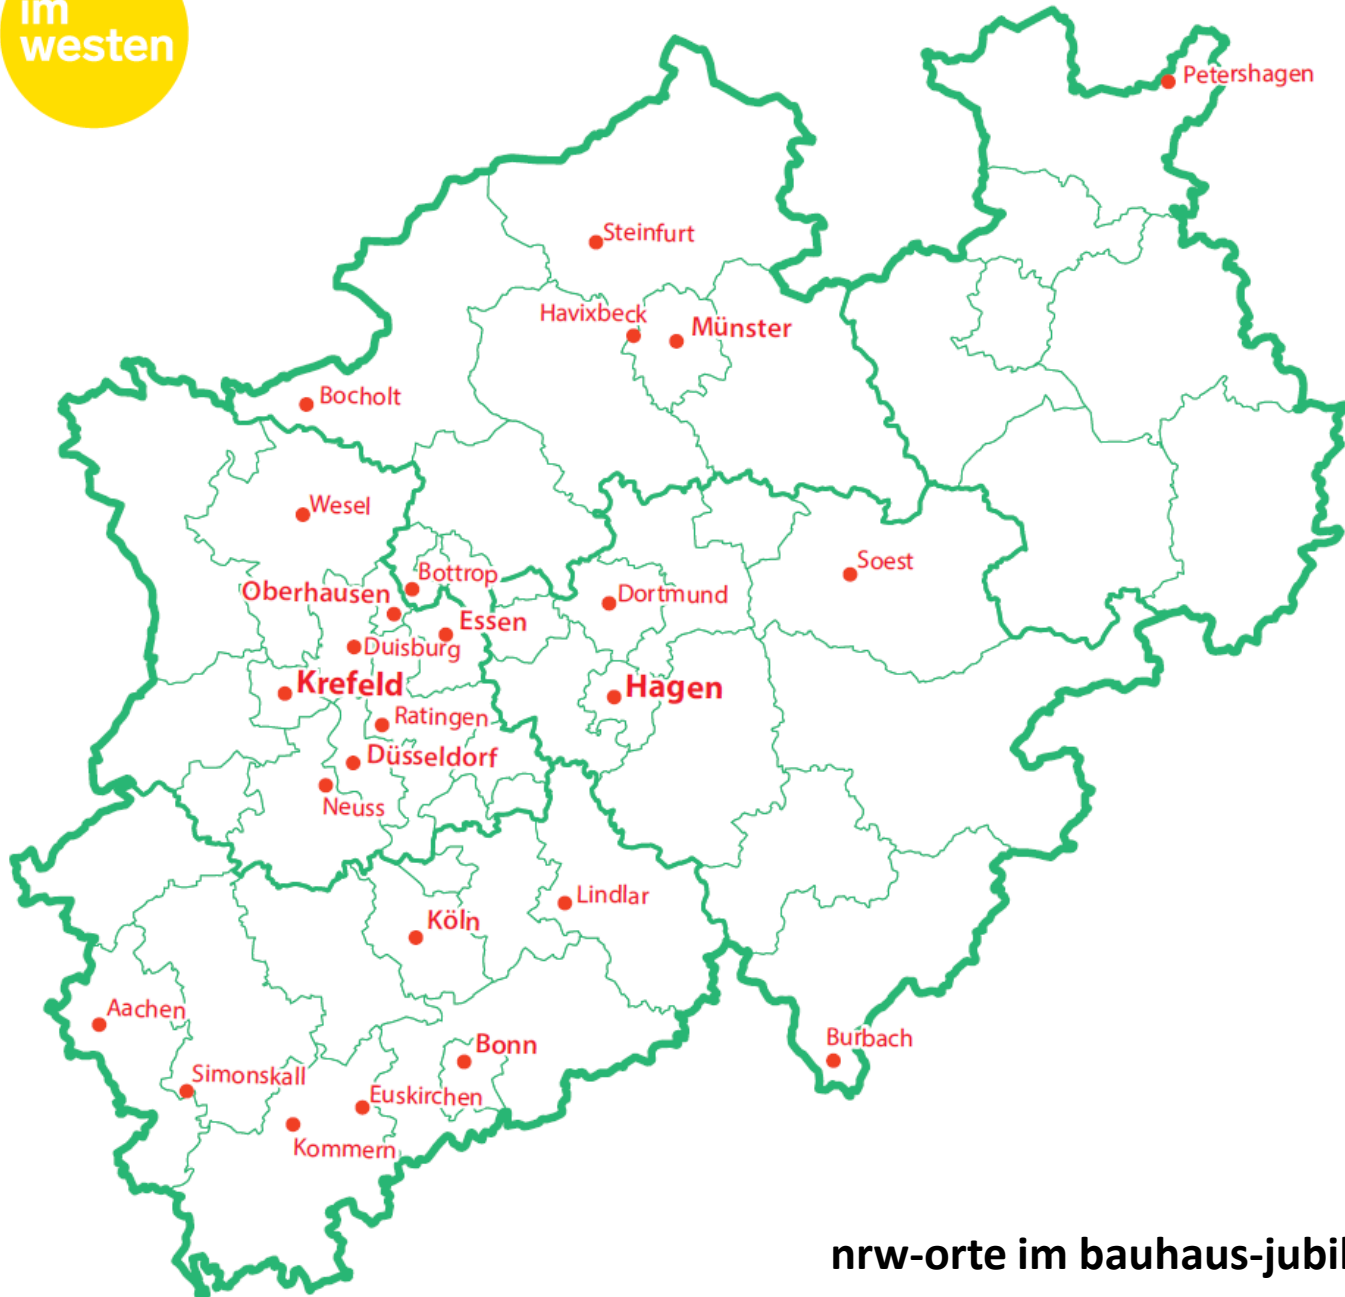 im
westen
Petershagen
Steinfurt
Havixbeck
Münster
Bocholt
Wesel
Soest
Bottrop
Oberhausen
Dortmund
Essen
Duisburg
Krefeld
Hagen
Ratingen
Düsseldorf
Neuss
Lindlar
Köln
Aachen
Burbach
Bonn
Simonskall
Euskirchen
Kommern
nrw-orte im bauhaus-jubil